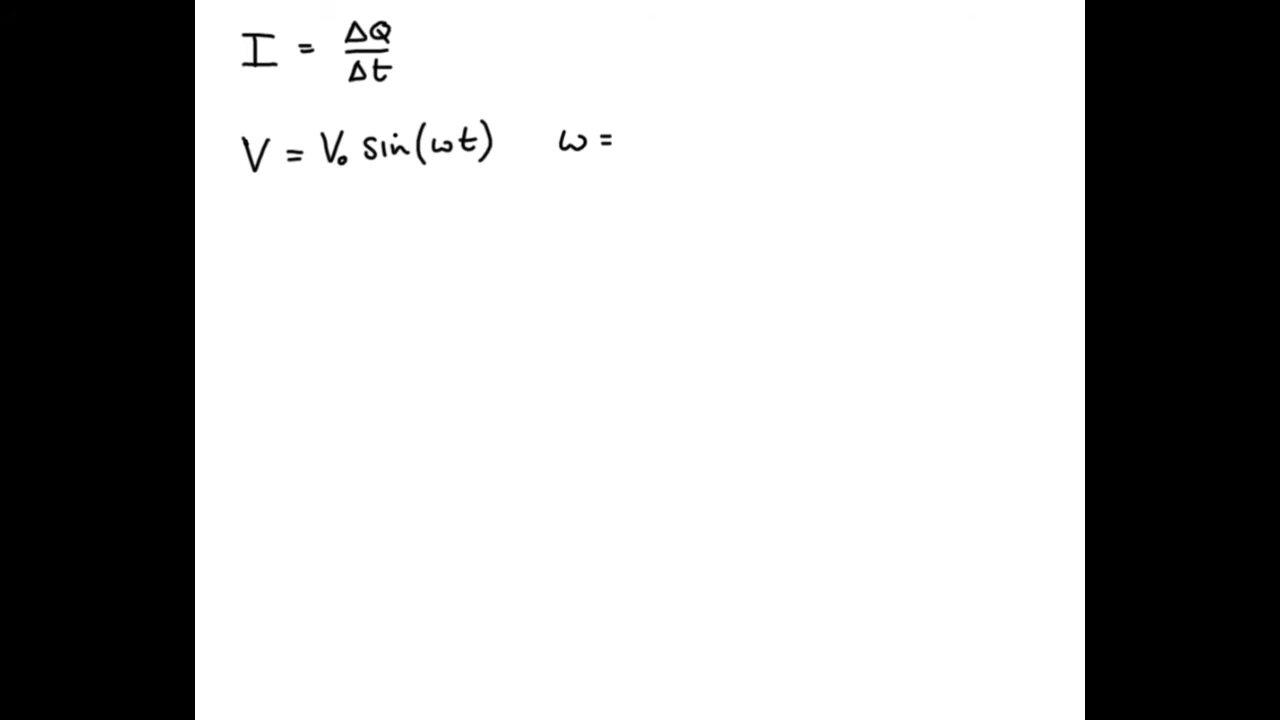 I = ΔQ/Δt
V = V₀ sin(ωt) ω =